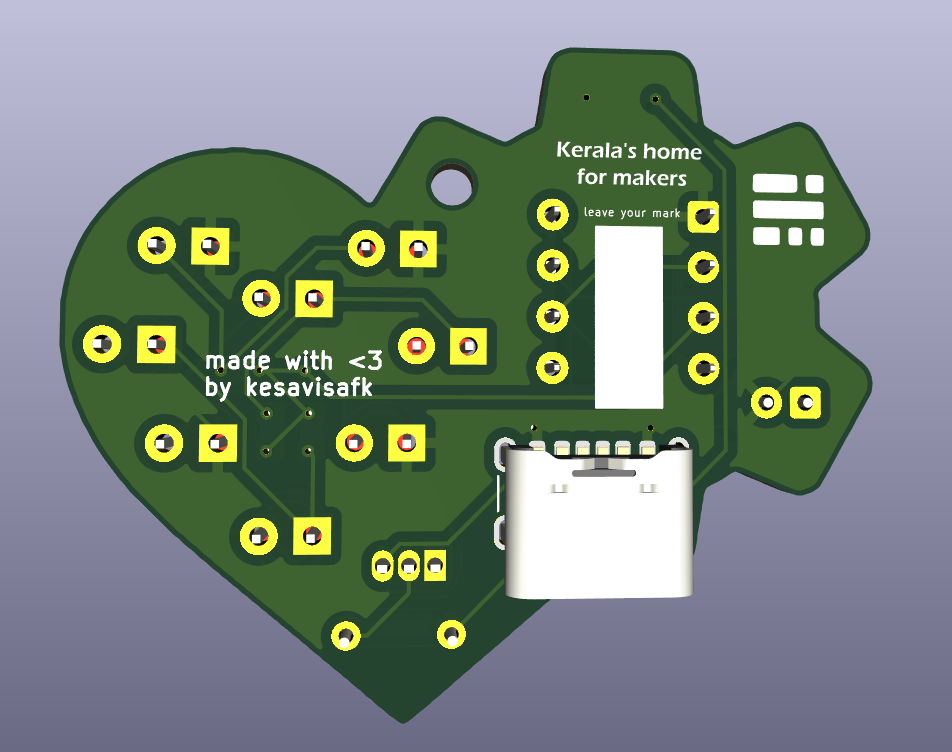 Kerala's home
for makers
leave your mark
made with <3
by kesavisafk